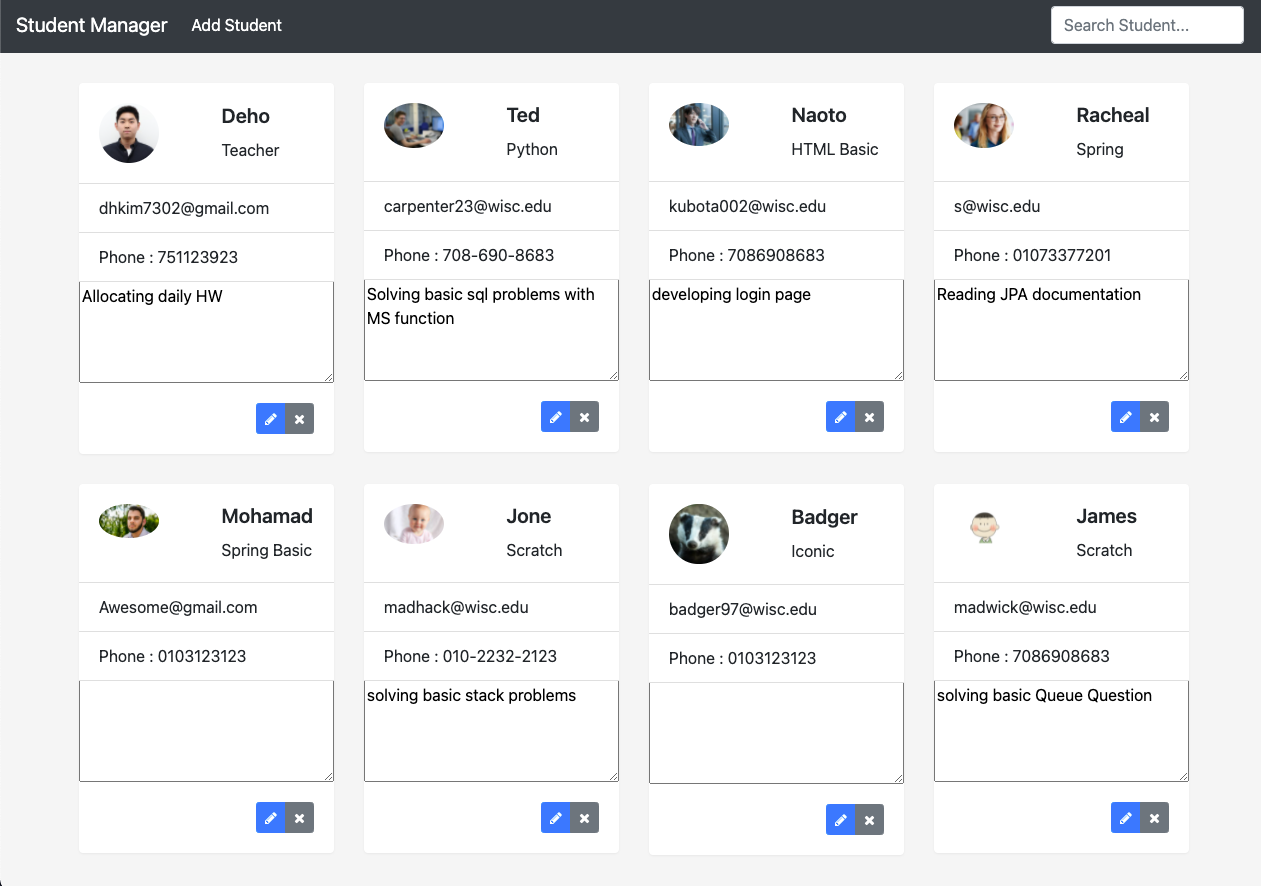 Student Manager
Add Student
Search Student...
Deho
Teacher
dhkim7302@gmail.com
Phone : 751123923
Allocating daily HW
Ted
Python
carpenter23@wisc.edu
Phone : 708-690-8683
Solving basic sql problems with
MS function
Naoto
HTML Basic
kubota002@wisc.edu
Phone : 7086908683
developing login page
Racheal
Spring
s@wisc.edu
Phone : 01073377201
Reading JPA documentation
Mohamad
Spring Basic
Awesome@gmail.com
Phone : 0103123123
Jone
Scratch
madhack@wisc.edu
Phone : 010-2232-2123
solving basic stack problems
Badger
Iconic
badger97@wisc.edu
Phone : 0103123123
James
Scratch
madwick@wisc.edu
Phone : 7086908683
solving basic Queue Question